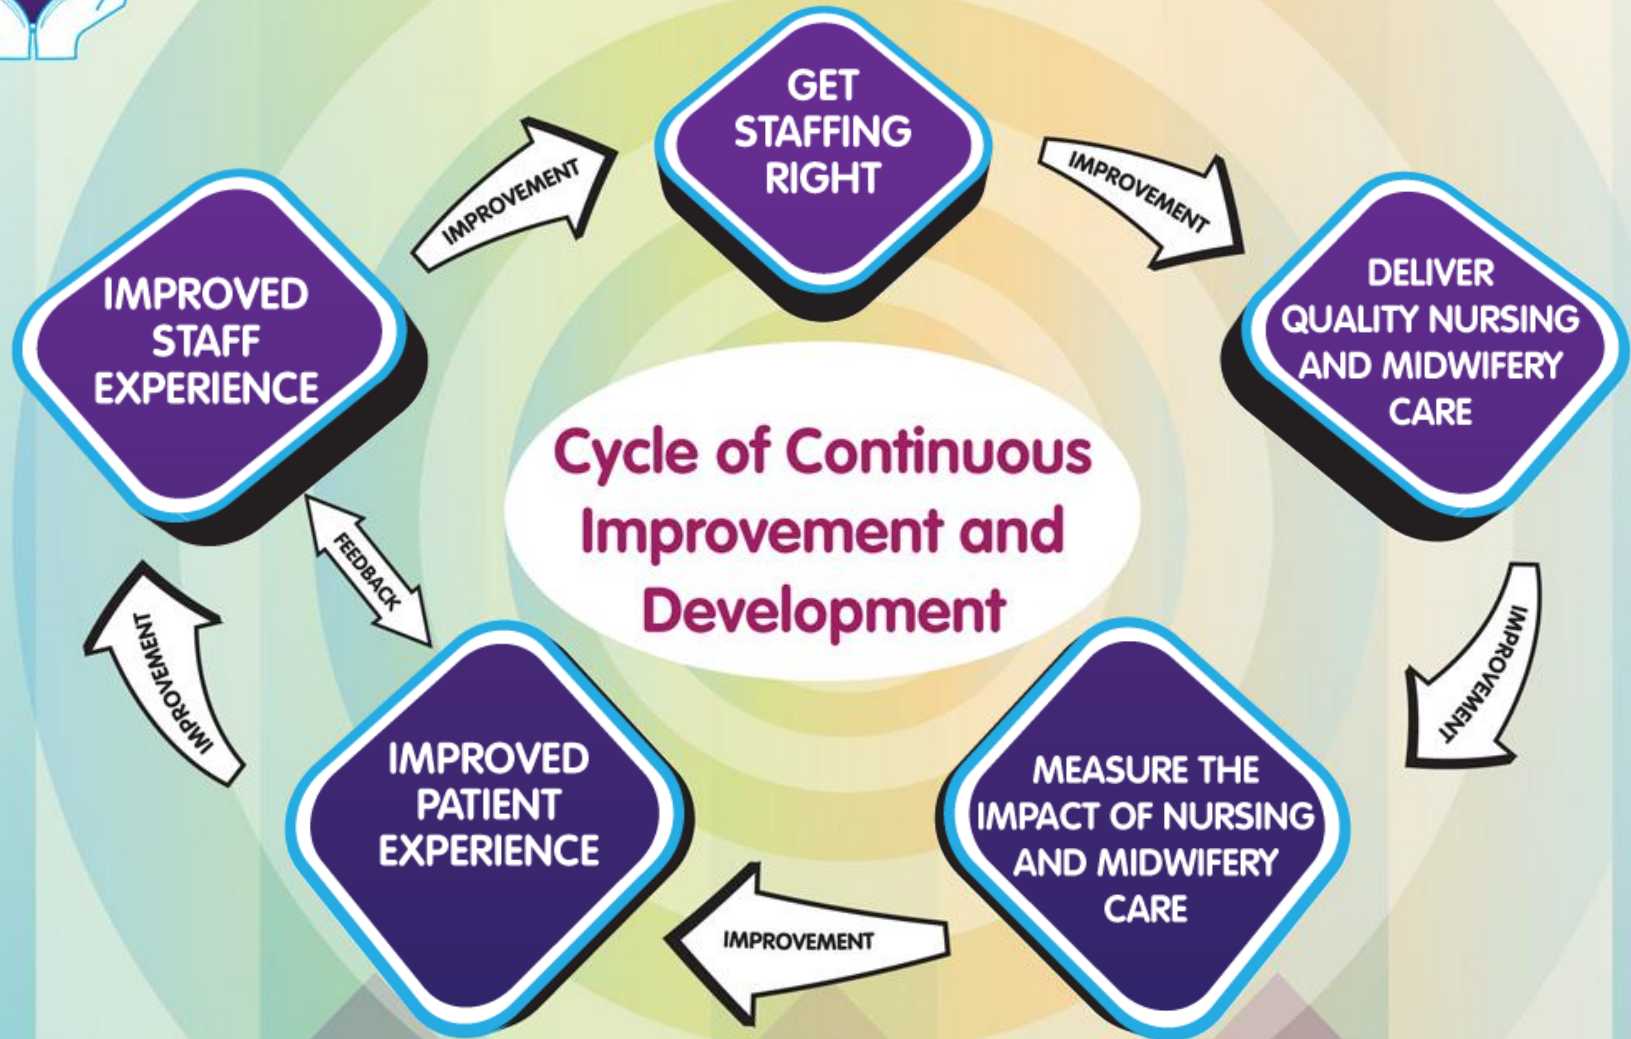 GET
STAFFING
RIGHT
IMPROVEMENT
DELIVER
QUALITY NURSING
AND MIDWIFERY
CARE
IMPROVEMENT
MEASURE THE
IMPACT OF NURSING
AND MIDWIFERY
CARE
IMPROVEMENT
IMPROVED
PATIENT
EXPERIENCE
FEEDBACK
IMPROVEMENT
IMPROVED
STAFF
EXPERIENCE
IMPROVEMENT
Cycle of Continuous
Improvement and
Development